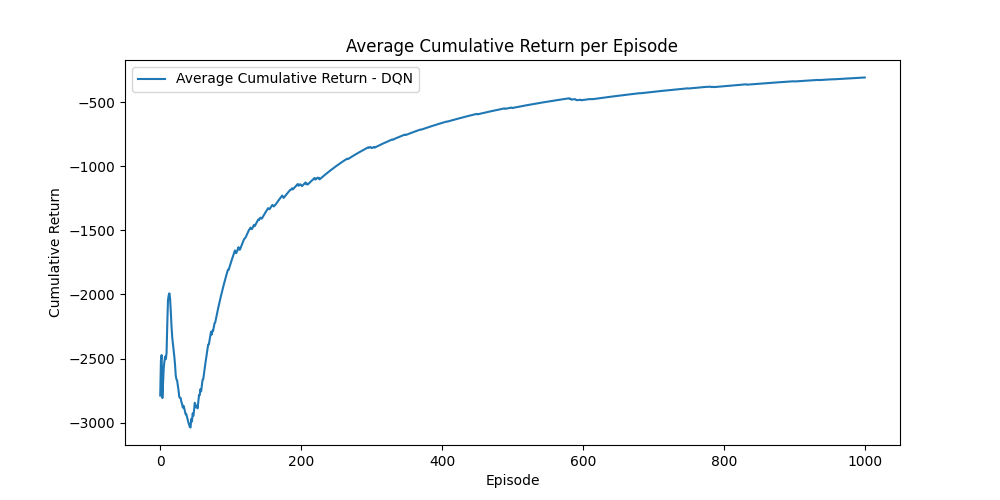 Average Cumulative Return per Episode
Average Cumulative Return - DQN
Cumulative Return
−500
−1000
−1500
−2000
−2500
−3000
0 200 400 600 800 1000
Episode